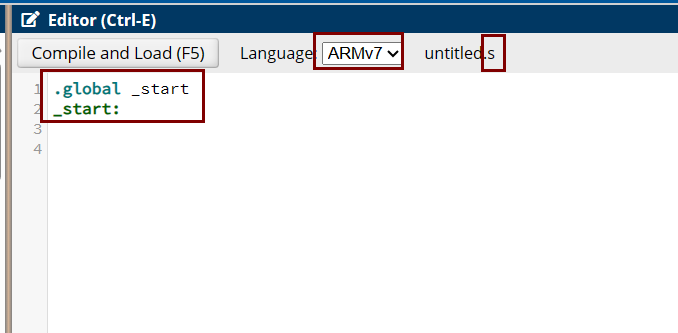 Editor (Ctrl-E)
Compile and Load (F5) Language: ARMv7 untitled.s
1 .global _start
2 _start:
3
4